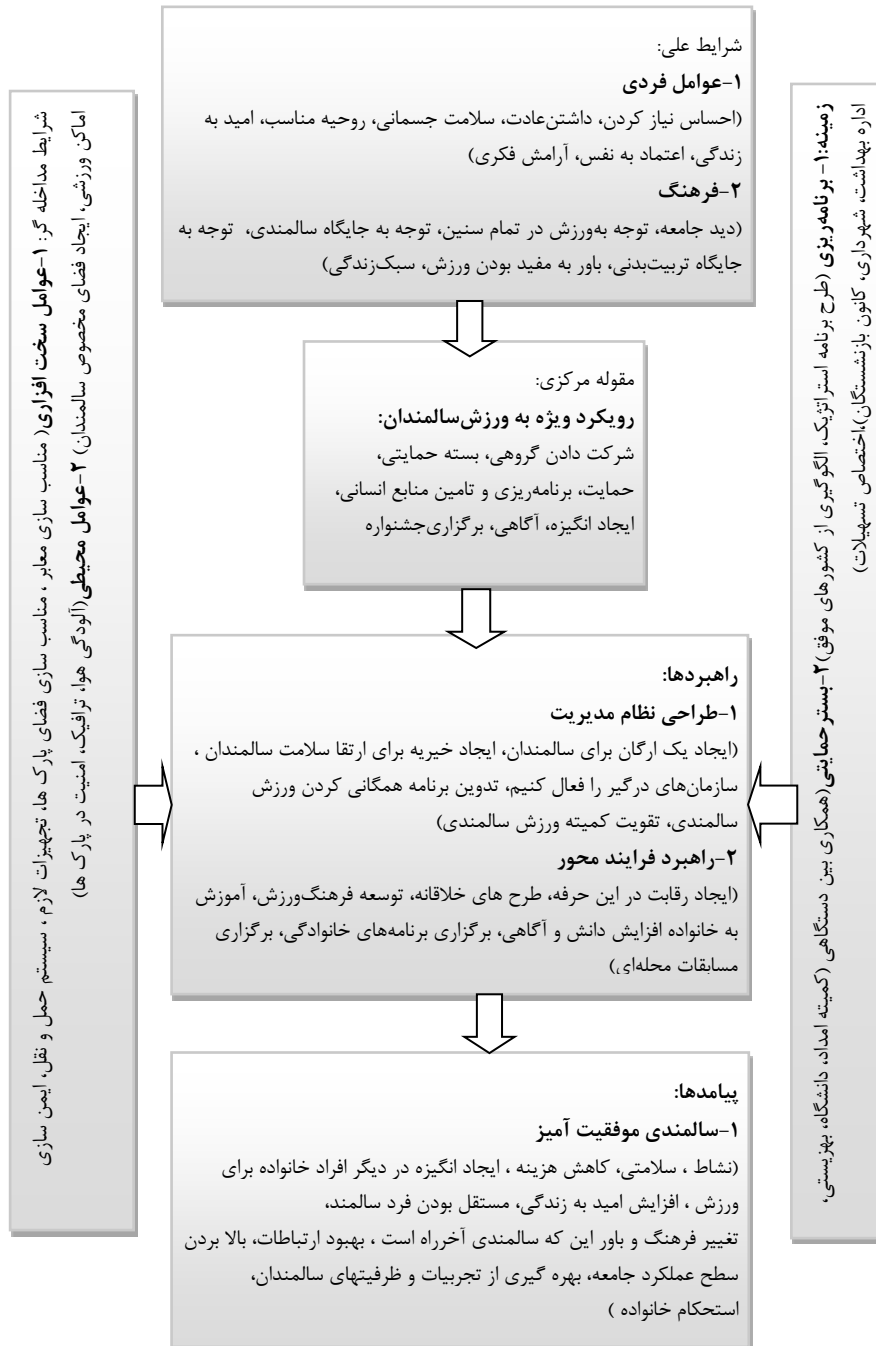 شرایط علی:
۱-عوامل فردی
(احساس نیاز کردن، داشتن‌عادت، سلامت جسمانی، روحیه مناسب، امید به
زندگی، اعتماد به نفس، آرامش فکری)
۲-فرهنگ
(دید جامعه، توجه به‌ورزش در تمام سنین، توجه به جایگاه سالمندی، توجه به
جایگاه تربیت‌بدنی، باور به مفید بودن ورزش، سبک‌زندگی)
زمینه:۱- برنامه‌ریزی (طرح برنامه استراتژیک، الگوگیری از کشورهای موفق)۲-بستر حمایتی(همکاری بین دستگاهی (کمیته امداد، دانشگاه، بهزیستی،
اداره بهداشت، شهرداری، کانون بازنشستگان)،اختصاص تسهیلات)
مقوله مرکزی:
رویکرد ویژه به ورزش‌سالمندان:
شرکت دادن گروهی، بسته حمایتی،
حمایت، برنامه‌ریزی و تامین منابع انسانی،
ایجاد انگیزه، آگاهی، برگزاری‌جشنواره
شرایط مداخله گر: ۱-عوامل سخت افزاری( مناسب سازی معابر ، مناسب سازی فضای پارک ها، تجهیزات لازم ، سیستم حمل و نقل، ایمن سازی
اماکن ورزشی، ایجاد فضای مخصوص سالمندان) ۲-عوامل محیطی(آلودگی هوا، ترافیک، امنیت در پارک ها)
راهبردها:
۱-طراحی نظام مدیریت
(ایجاد یک ارگان برای سالمندان، ایجاد خیریه برای ارتقا سلامت سالمندان ،
سازمان‌های درگیر را فعال کنیم، تدوین برنامه همگانی کردن ورزش
سالمندی، تقویت کمیته ورزش سالمندی)
۲-راهبرد فرایند محور
(ایجاد رقابت در این حرفه، طرح های خلاقانه، توسعه فرهنگ‌ورزش، آموزش
به خانواده افزایش دانش و آگاهی، برگزاری برنامه‌های خانوادگی، برگزاری
مسابقات محله‌ای)
پیامدها:
۱-سالمندی موفقیت آمیز
(نشاط ، سلامتی، کاهش هزینه ، ایجاد انگیزه در دیگر افراد خانواده برای
ورزش ، افزایش امید به زندگی، مستقل بودن فرد سالمند،
تغییر فرهنگ و باور این که سالمندی آخرراه است ، بهبود ارتباطات، بالا بردن
سطح عملکرد جامعه، بهره گیری از تجربیات و ظرفیتهای سالمندان،
استحکام خانواده )